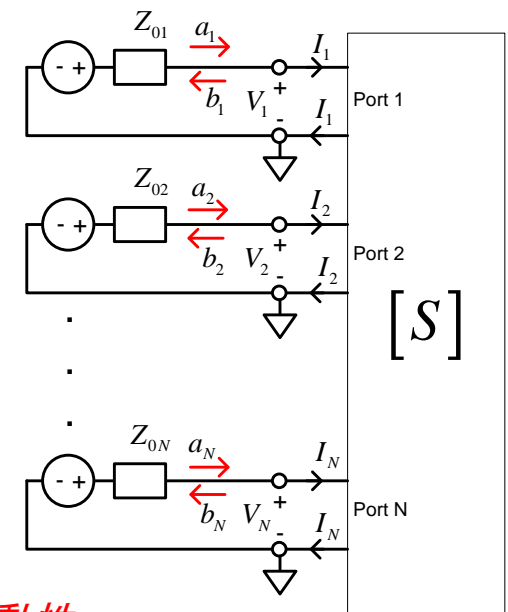 Z01 a1 I1
- + b1 + V1 - I1 Port 1
Z02 a2 I2
- + b2 + V2 - I2 Port 2
[S]
.
.
.
Z0N aN IN
- + bN + VN - IN Port N